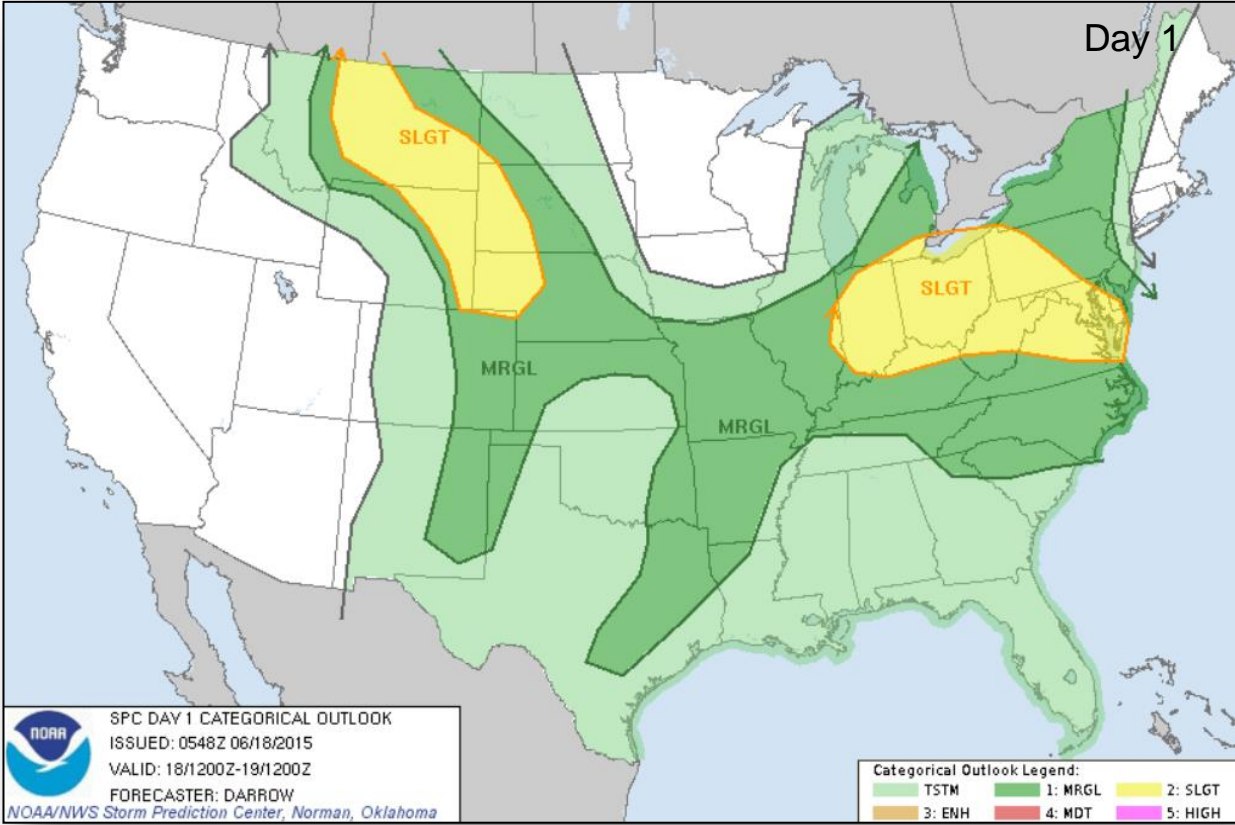 Day 1
SLGT
SLGT
MRGL
MRGL
NOAA
SPC DAY 1 CATEGORICAL OUTLOOK
ISSUED: 0548Z 06/18/2015
VALID: 18/1200Z-19/1200Z
FORECASTER: DARROW
NOAA/NWS Storm Prediction Center, Norman, Oklahoma
Categorical Outlook Legend:
TSTM 1: MRGL 2: SLGT
3: ENH 4: MDT 5: HIGH